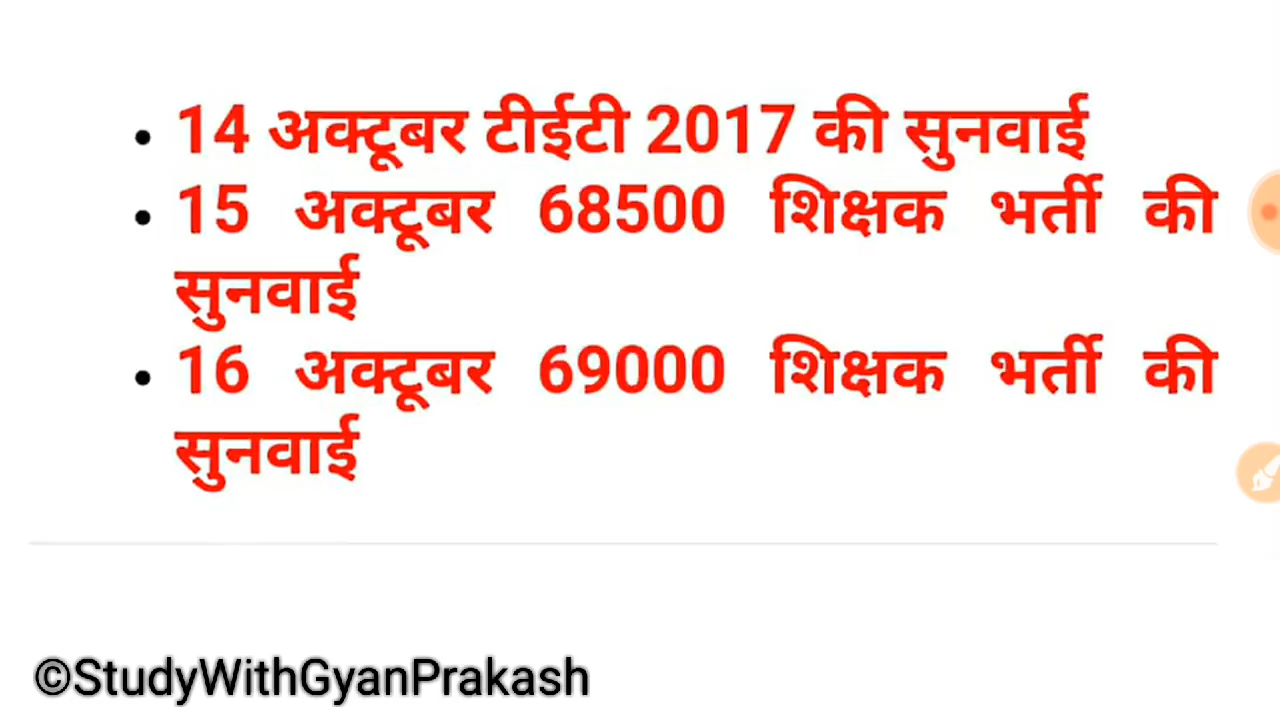 • 14 अक्टूबर टीईटी 2017 की सुनवाई
• 15 अक्टूबर 68500 शिक्षक भर्ती की
सुनवाई
• 16 अक्टूबर 69000 शिक्षक भर्ती की
सुनवाई
©StudyWithGyanPrakash